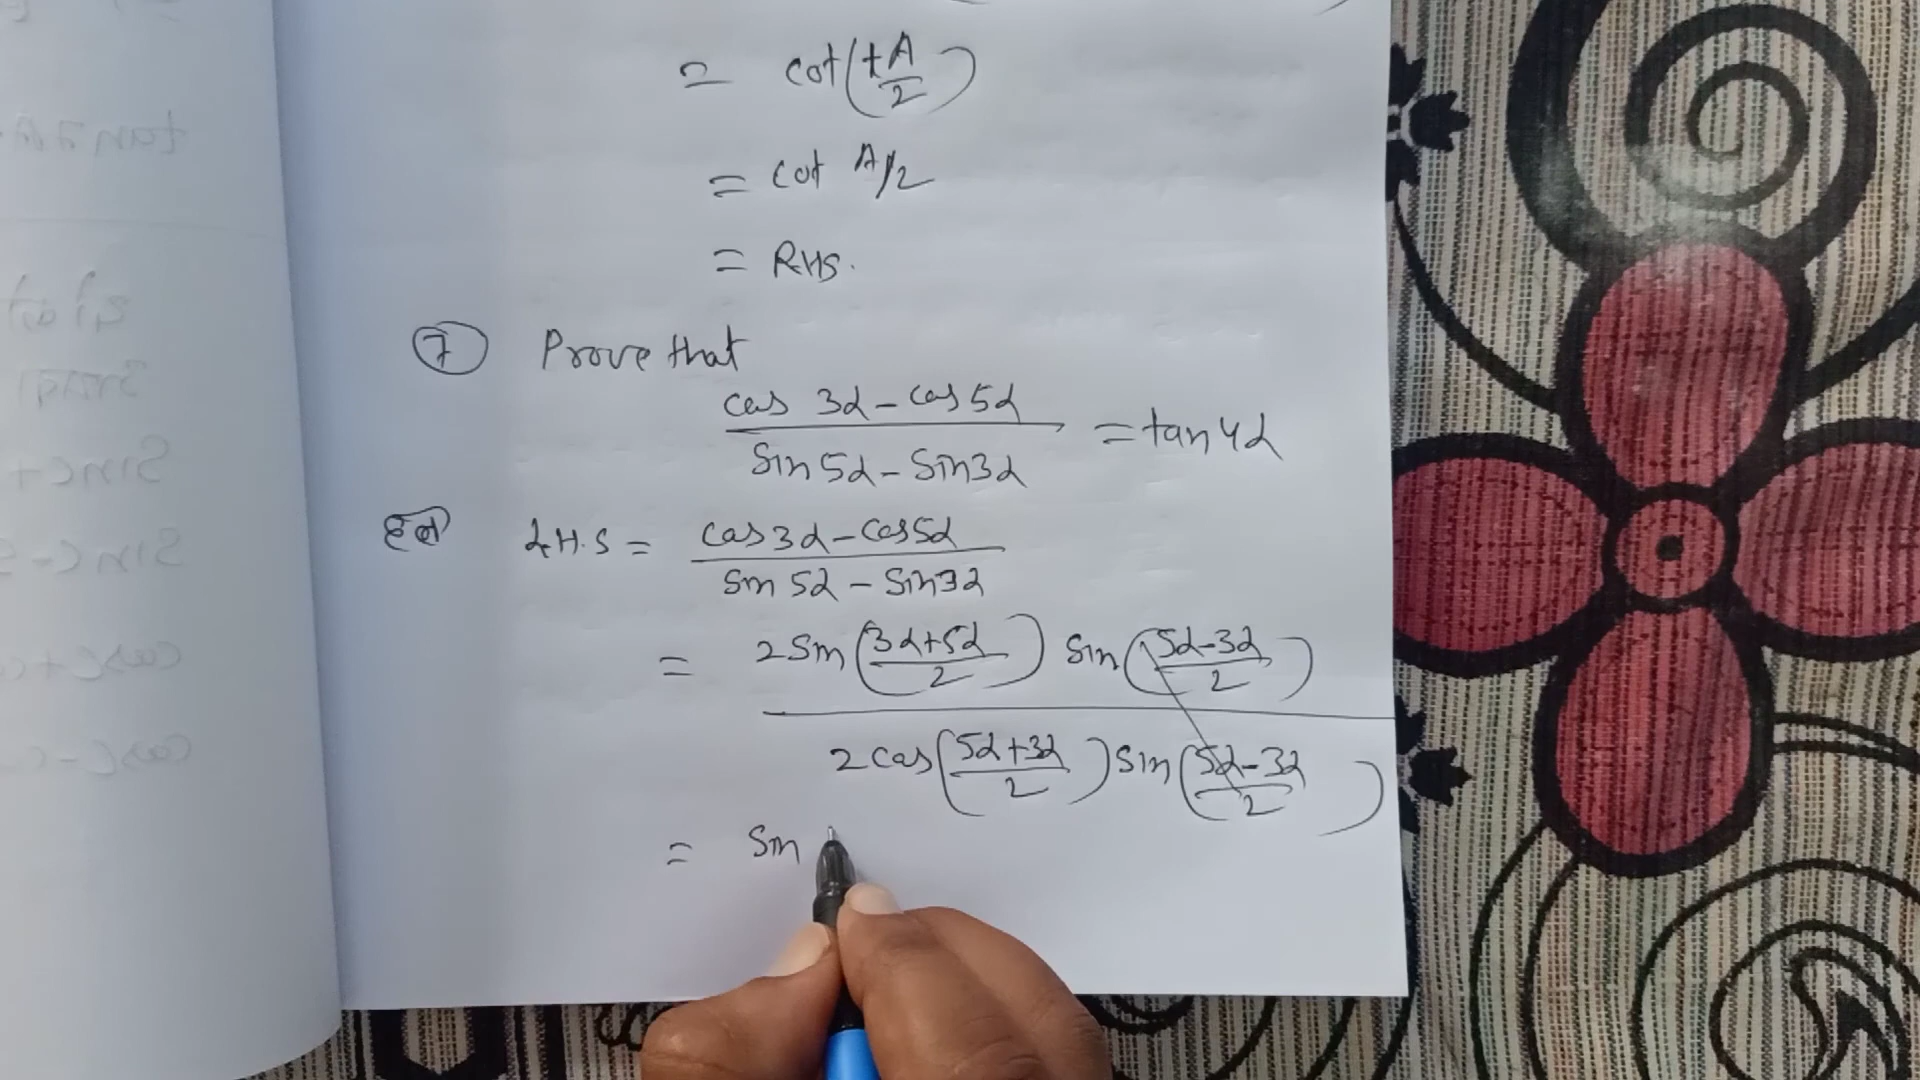 = cot(+A/2)
= cot A/2
= RHS.
7 Prove that
cos 3α - cos 5α / Sin 5α - Sin 3α = tan 4α
हल L.H.S = cos 3α - cos 5α / Sin 5α - Sin 3α
= 2 Sin (3α+5α / 2) Sin (5α-3α / 2) / 2 cos (5α+3α / 2) Sin (5α-3α / 2)
= Sin